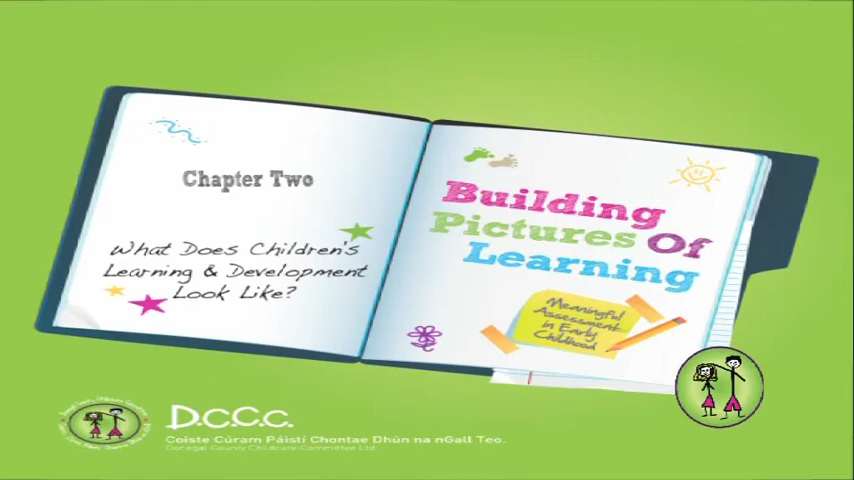 Chapter Two
What Does Children's
Learning & Development
Look Like?
Building
Pictures Of
Learning
Meaningful
Assessment
in Early
Childhood
D.C.C.C.
Coiste Cúram Páistí Chontae Dhún na nGall Teo.
Donegal County Childcare Committee Ltd